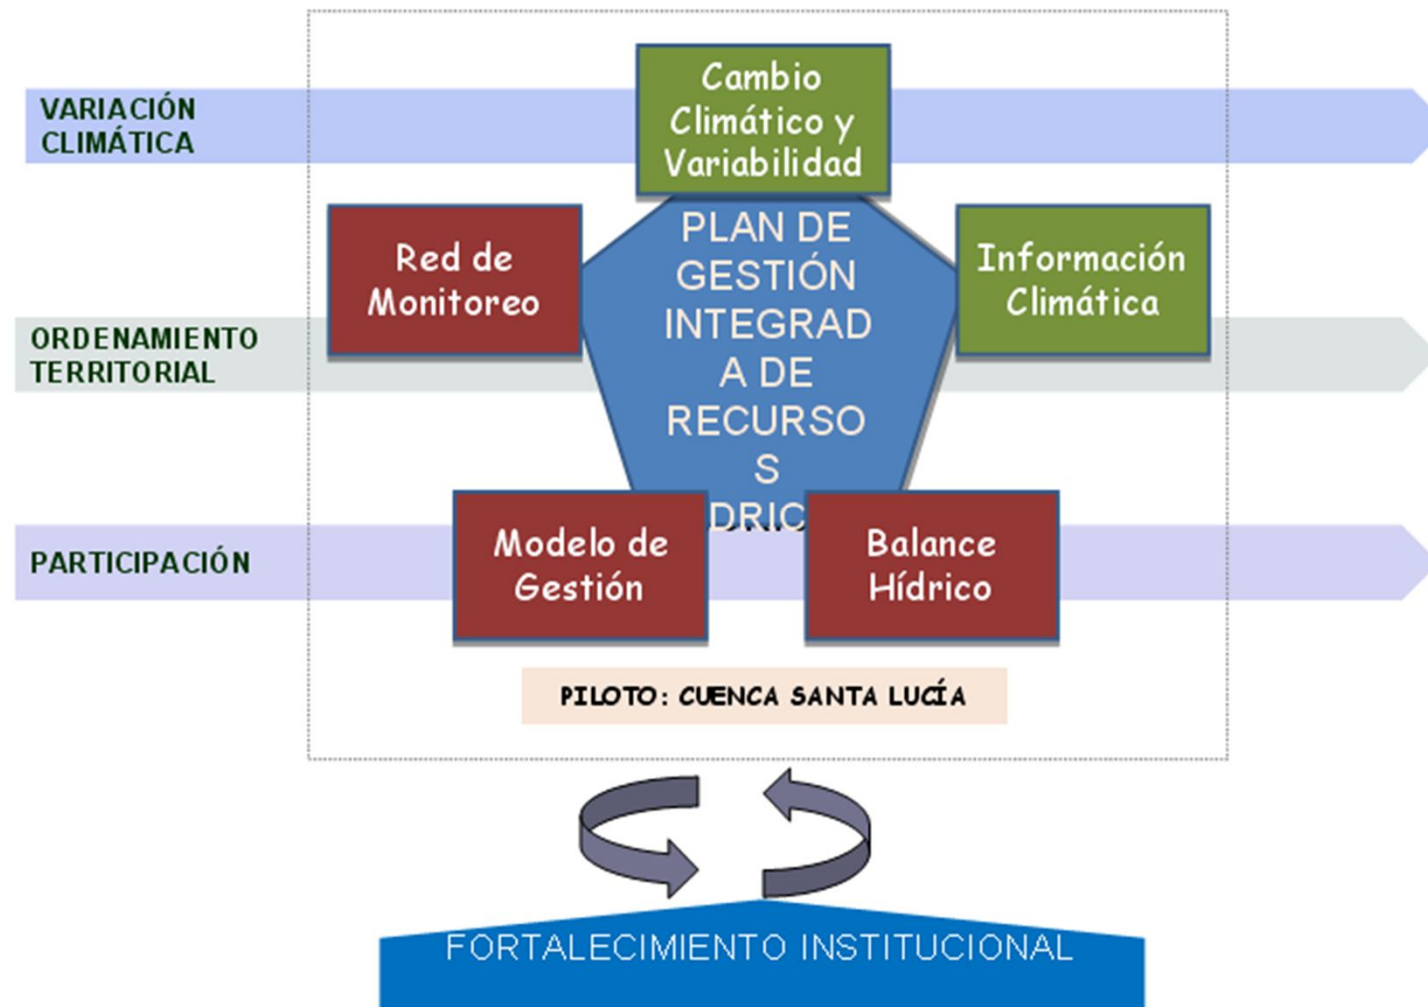 VARIACIÓN
CLIMÁTICA
Cambio
Climático y
Variabilidad
Red de
Monitoreo
PLAN DE
GESTIÓN
INTEGRAD
A DE
RECURSO
S
Información
Climática
ORDENAMIENTO
TERRITORIAL
PARTICIPACIÓN
Modelo de
Gestión
Balance
Hídrico
PILOTO: CUENCA SANTA LUCÍA
FORTALECIMIENTO INSTITUCIONAL